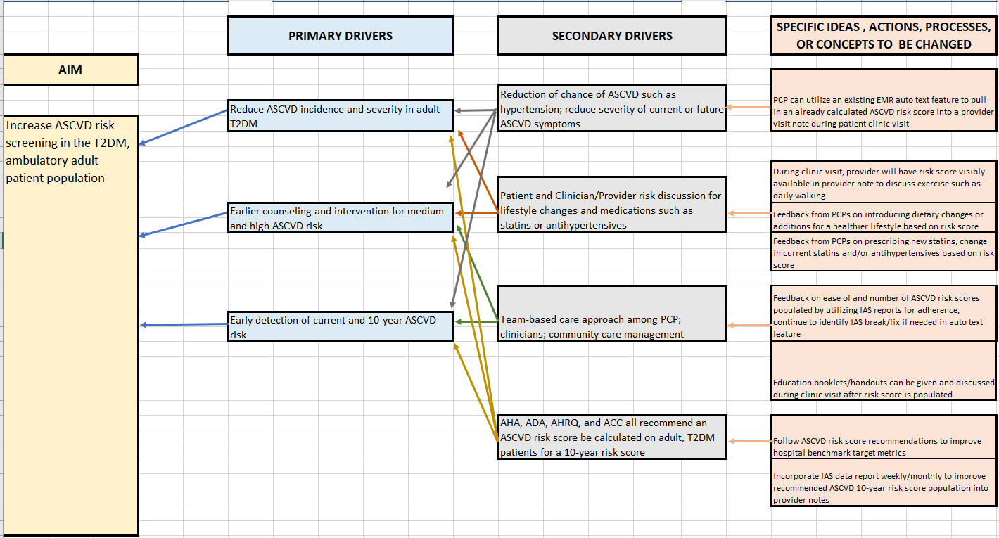 PRIMARY DRIVERS
SECONDARY DRIVERS
SPECIFIC IDEAS , ACTIONS, PROCESSES,
OR CONCEPTS TO BE CHANGED
AIM
Increase ASCVD risk
screening in the T2DM,
ambulatory adult
patient population
Reduce ASCVD incidence and severity in adult
T2DM
Earlier counseling and intervention for medium
and high ASCVD risk
Early detection of current and 10-year ASCVD
risk
Reduction of chance of ASCVD such as
hypertension; reduce severity of current or future
ASCVD symptoms
Patient and Clinician/Provider risk discussion for
lifestyle changes and medications such as
statins or antihypertensives
Team-based care approach among PCP;
clinicians; community care management
AHA, ADA, AHRQ, and ACC all recommend an
ASCVD risk score be calculated on adult, T2DM
patients for a 10-year risk score
PCP can utilize an existing EMR auto text feature to pull
in an already calculated ASCVD risk score into a provider
visit note during patient clinic visit
During clinic visit, provider will have risk score visibly
available in provider note to discuss exercise such as
daily walking
Feedback from PCPs on introducing dietary changes or
additions for a healthier lifestyle based on risk score
Feedback from PCPs on prescribing new statins, change
in current statins and/or antihypertensives based on risk
score
Feedback on ease of and number of ASCVD risk scores
populated by utilizing IAS reports for adherence;
continue to identify IAS break/fix if needed in auto text
feature
Education booklets/handouts can be given and discussed
during clinic visit after risk score is populated
Follow ASCVD risk score recommendations to improve
hospital benchmark target metrics
Incorporate IAS data report weekly/monthly to improve
recommended ASCVD 10-year risk score population into
provider notes